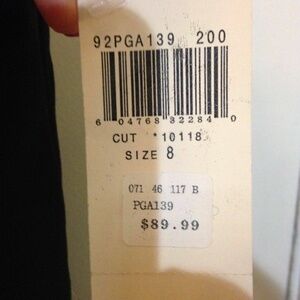 92PGA139 200
6 04768 32284 0
CUT *10118
SIZE 8
071 46 117 B
PGA139
$89.99